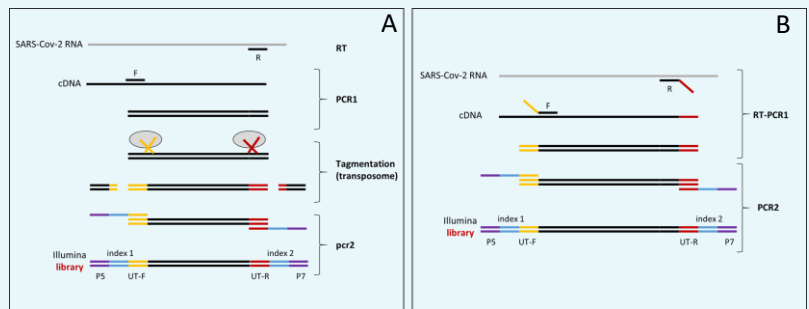 A
SARS-Cov-2 RNA
RT
R
F
cDNA
PCR1
Tagmentation
(transposome)
pcr2
Illumina
library
index 1
index 2
P5
UT-F
UT-R
P7
B
SARS-Cov-2 RNA
R
F
cDNA
RT-PCR1
PCR2
Illumina
library
index 1
index 2
P5
UT-F
UT-R
P7